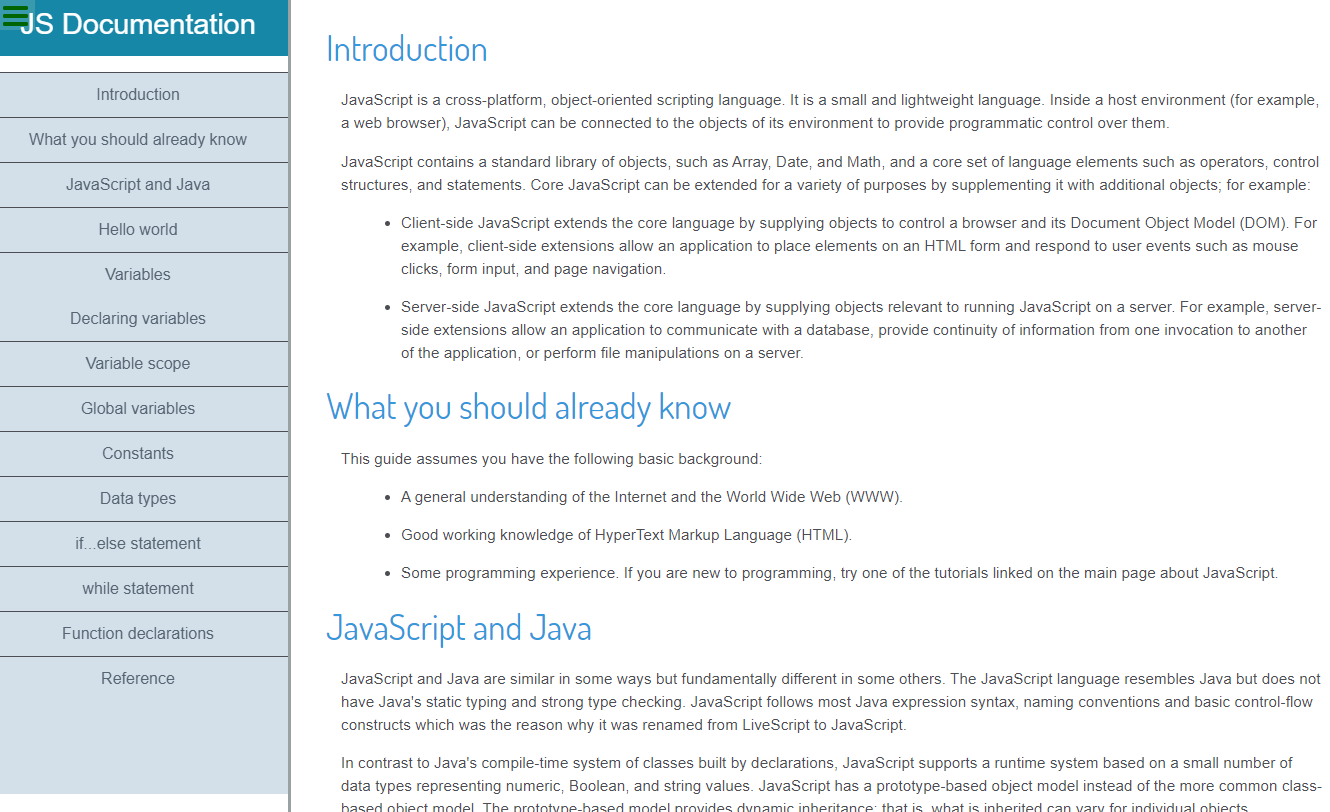 JS Documentation
Introduction
What you should already know
JavaScript and Java
Hello world
Variables
Declaring variables
Variable scope
Global variables
Constants
Data types
if...else statement
while statement
Function declarations
Reference
Introduction
JavaScript is a cross-platform, object-oriented scripting language. It is a small and lightweight language. Inside a host environment (for example,
a web browser), JavaScript can be connected to the objects of its environment to provide programmatic control over them.
JavaScript contains a standard library of objects, such as Array, Date, and Math, and a core set of language elements such as operators, control
structures, and statements. Core JavaScript can be extended for a variety of purposes by supplementing it with additional objects; for example:
• Client-side JavaScript extends the core language by supplying objects to control a browser and its Document Object Model (DOM). For
example, client-side extensions allow an application to place elements on an HTML form and respond to user events such as mouse
clicks, form input, and page navigation.
• Server-side JavaScript extends the core language by supplying objects relevant to running JavaScript on a server. For example, server-
side extensions allow an application to communicate with a database, provide continuity of information from one invocation to another
of the application, or perform file manipulations on a server.
What you should already know
This guide assumes you have the following basic background:
• A general understanding of the Internet and the World Wide Web (WWW).
• Good working knowledge of HyperText Markup Language (HTML).
• Some programming experience. If you are new to programming, try one of the tutorials linked on the main page about JavaScript.
JavaScript and Java
JavaScript and Java are similar in some ways but fundamentally different in some others. The JavaScript language resembles Java but does not
have Java's static typing and strong type checking. JavaScript follows most Java expression syntax, naming conventions and basic control-flow
constructs which was the reason why it was renamed from LiveScript to JavaScript.
In contrast to Java's compile-time system of classes built by declarations, JavaScript supports a runtime system based on a small number of
data types representing numeric, Boolean, and string values. JavaScript has a prototype-based object model instead of the more common class-
based object model. The prototype-based model provides dynamic inheritance; that is, what is inherited can vary for individual objects.